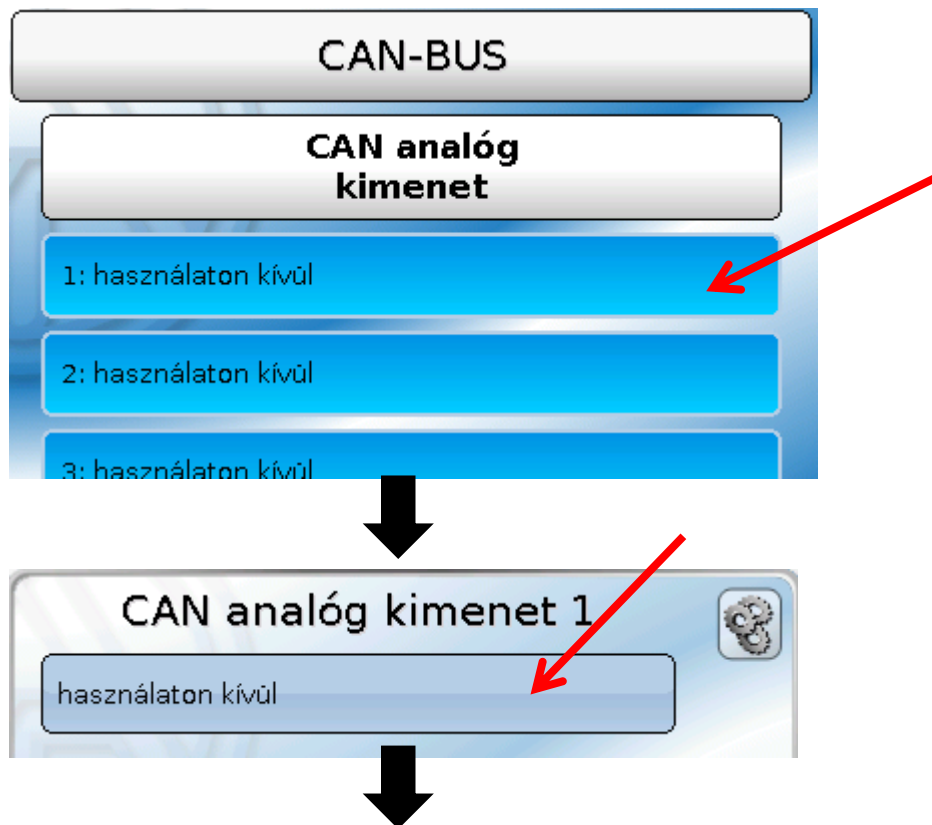 CAN-BUS
CAN analóg
kimenet
1: használaton kívül
2: használaton kívül
3: használaton kívül
CAN analóg kimenet 1
használaton kívül